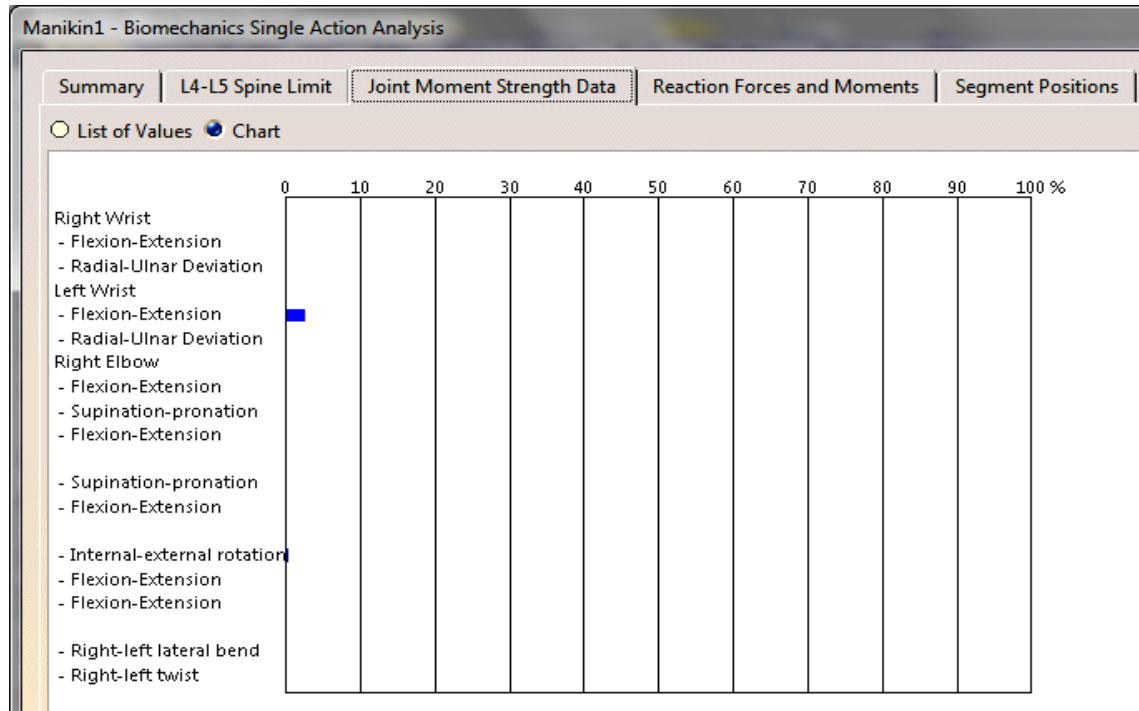 Manikin1 - Biomechanics Single Action Analysis
Summary L4-L5 Spine Limit Joint Moment Strength Data Reaction Forces and Moments Segment Positions
List of Values Chart
0 10 20 30 40 50 60 70 80 90 100 %
Right Wrist
- Flexion-Extension
- Radial-Ulnar Deviation
Left Wrist
- Flexion-Extension
- Radial-Ulnar Deviation
Right Elbow
- Flexion-Extension
- Supination-pronation
- Flexion-Extension
- Supination-pronation
- Flexion-Extension
- Internal-external rotation
- Flexion-Extension
- Flexion-Extension
- Right-left lateral bend
- Right-left twist